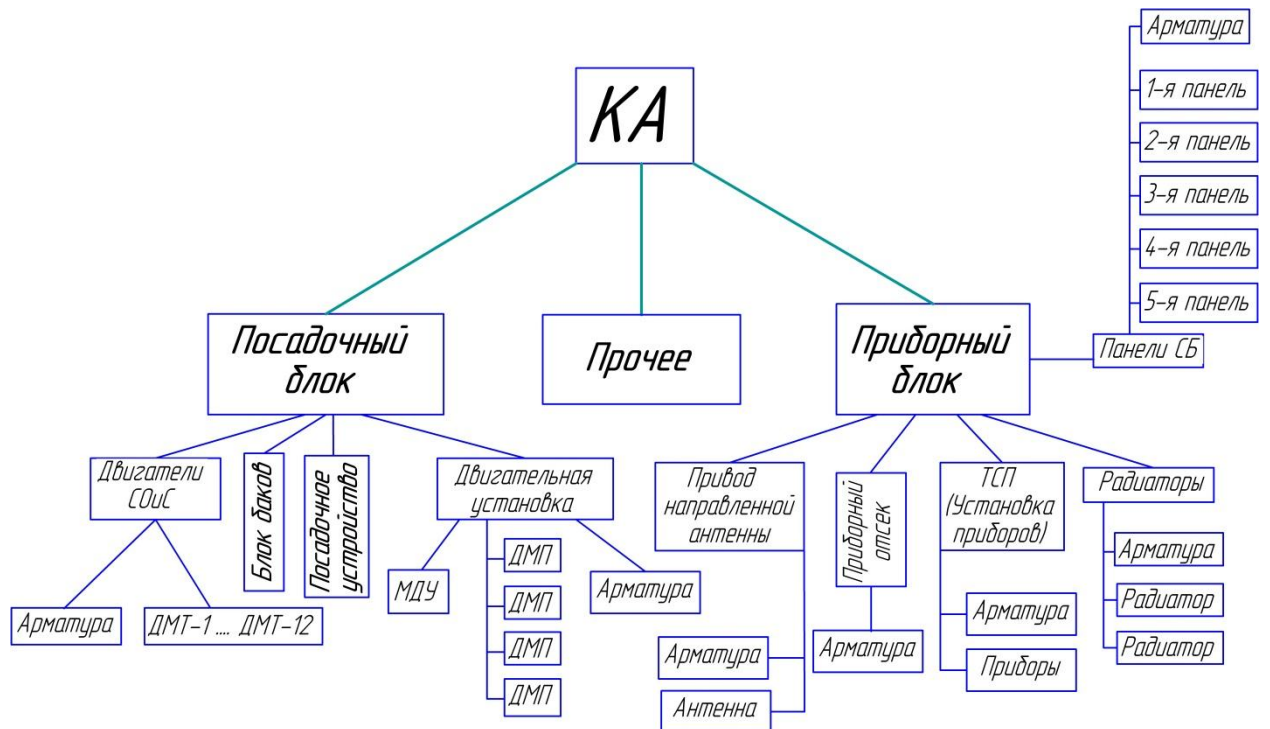 КА
Арматура
1-я панель
2-я панель
3-я панель
4-я панель
5-я панель
Панели СБ
Посадочный
блок
Прочее
Приборный
блок
Двигатели
СОиС
Блок баков
Посадочное
устройство
Двигательная
установка
Привод
направленной
антенны
Приборный
отсек
ТСП
(Установка
приборов)
Радиаторы
Арматура
ДМТ-1 .... ДМТ-12
МДУ
ДМП
ДМП
ДМП
ДМП
Арматура
Арматура
Антенна
Арматура
Арматура
Приборы
Арматура
Радиатор
Радиатор